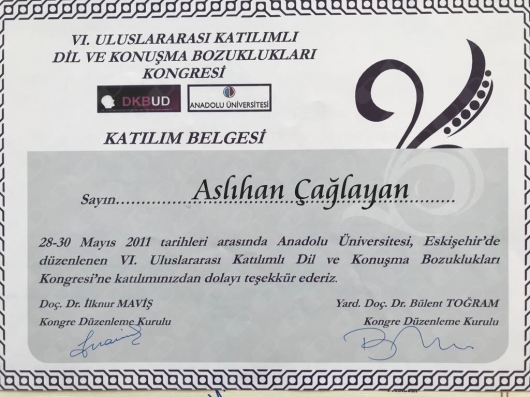 VI. ULUSLARARASI KATILIMLI
DİL VE KONUŞMA BOZUKLUKLARI
KONGRESİ
DKBUD
ANADOLU ÜNİVERSİTESİ
KATILIM BELGESİ
Sayın.......Aslıhan Çağlayan.......
28-30 Mayıs 2011 tarihleri arasında Anadolu Üniversitesi, Eskişehir'de
düzenlenen VI. Uluslararası Katılımlı Dil ve Konuşma Bozuklukları
Kongresi'ne katılımınızdan dolayı teşekkür ederiz.
Doç. Dr. İlknur MAVİŞ
Yard. Doç. Dr. Bülent TOĞRAM
Kongre Düzenleme Kurulu
Kongre Düzenleme Kurulu